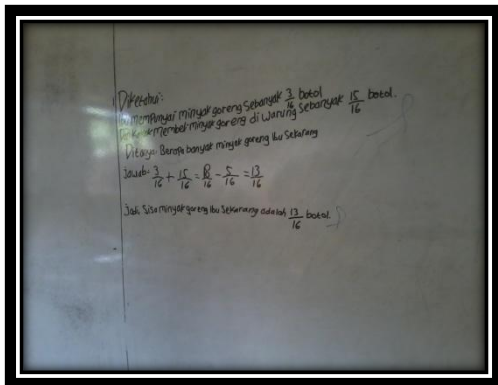 Diketahui:
Ibu mempunyai minyak goreng sebanyak 3/16 botol
membeli minyak goreng di warung sebanyak 15/16 botol.
Ditanya: Berapa banyak minyak goreng Ibu Sekarang
Jawab: 3/16 + 15/16 = 18/16 - 5/16 = 13/16
Jadi, Sisa minyak goreng ibu Sekarang adalah 13/16 botol.